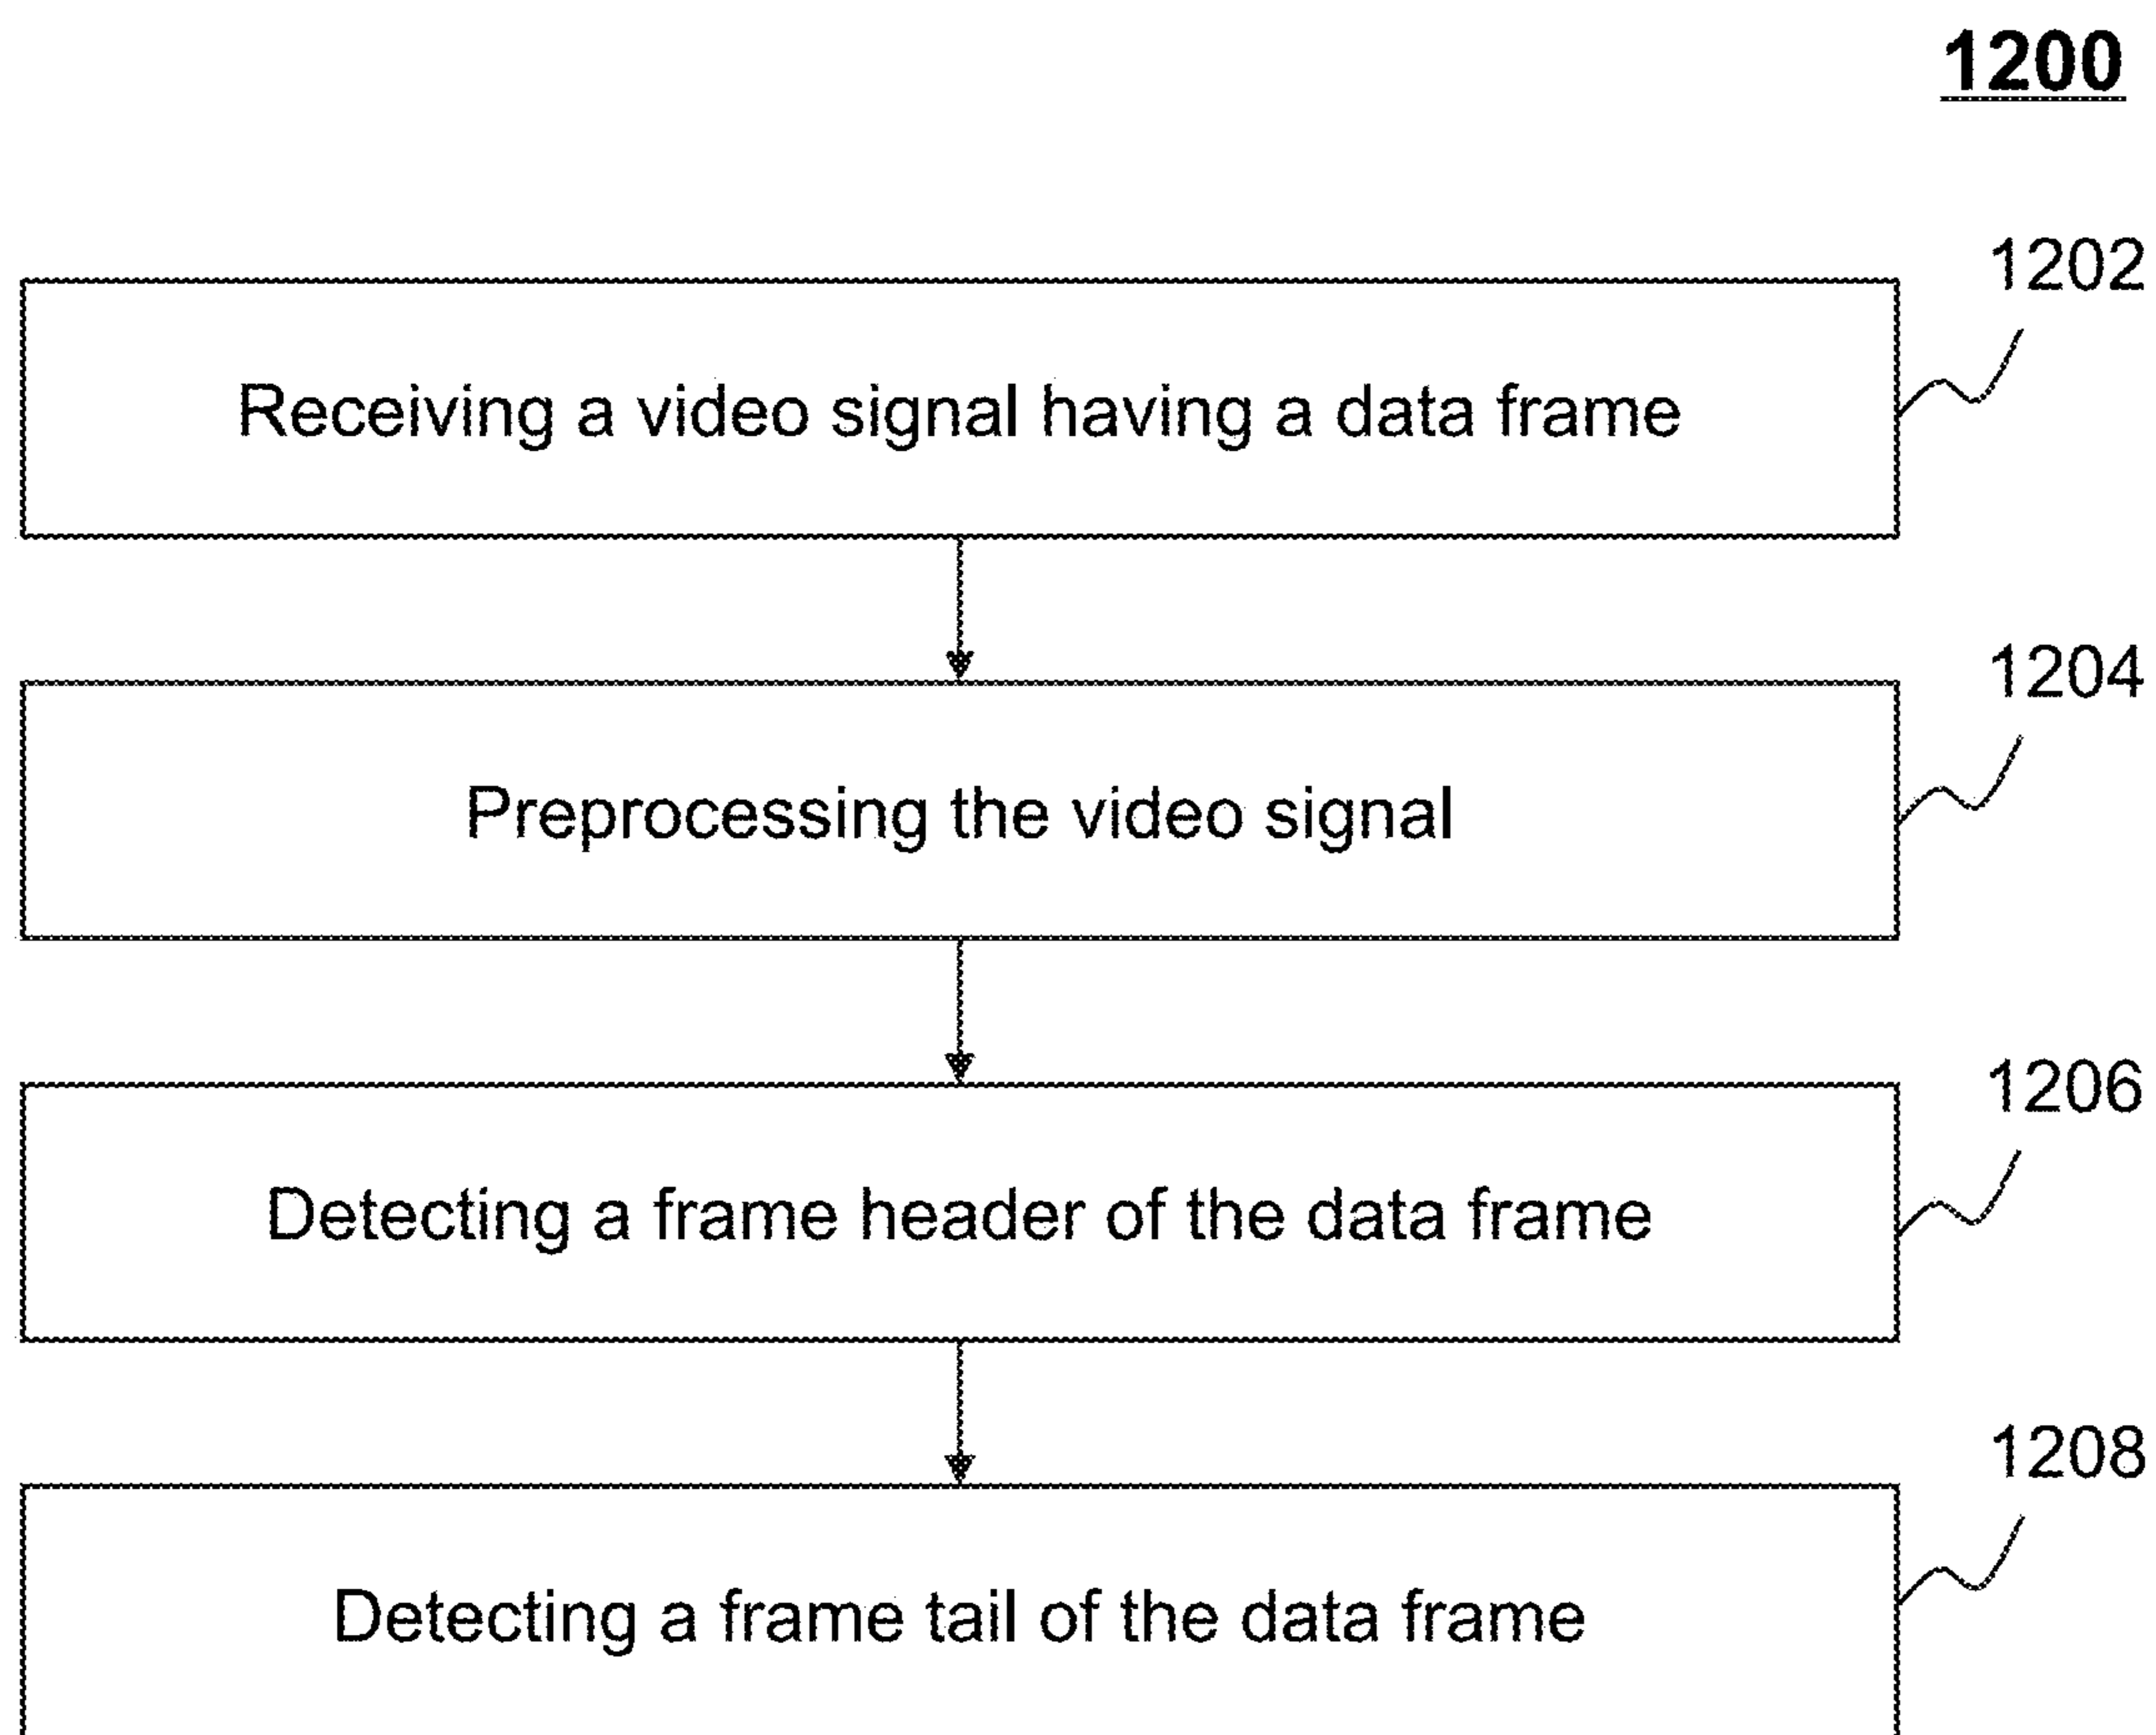 1200
1202
Receiving a video signal having a data frame
1204
Preprocessing the video signal
1206
Detecting a frame header of the data frame
1208
Detecting a frame tail of the data frame